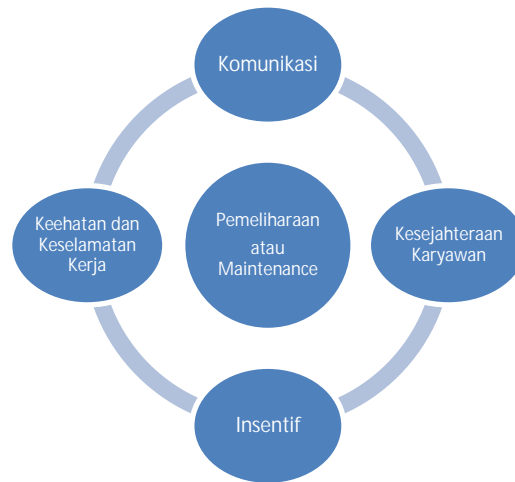 Komunikasi
Keehatan dan
Keselamatan
Kerja
Pemeliharaan
atau
Maintenance
Kesejahteraan
Karyawan
Insentif